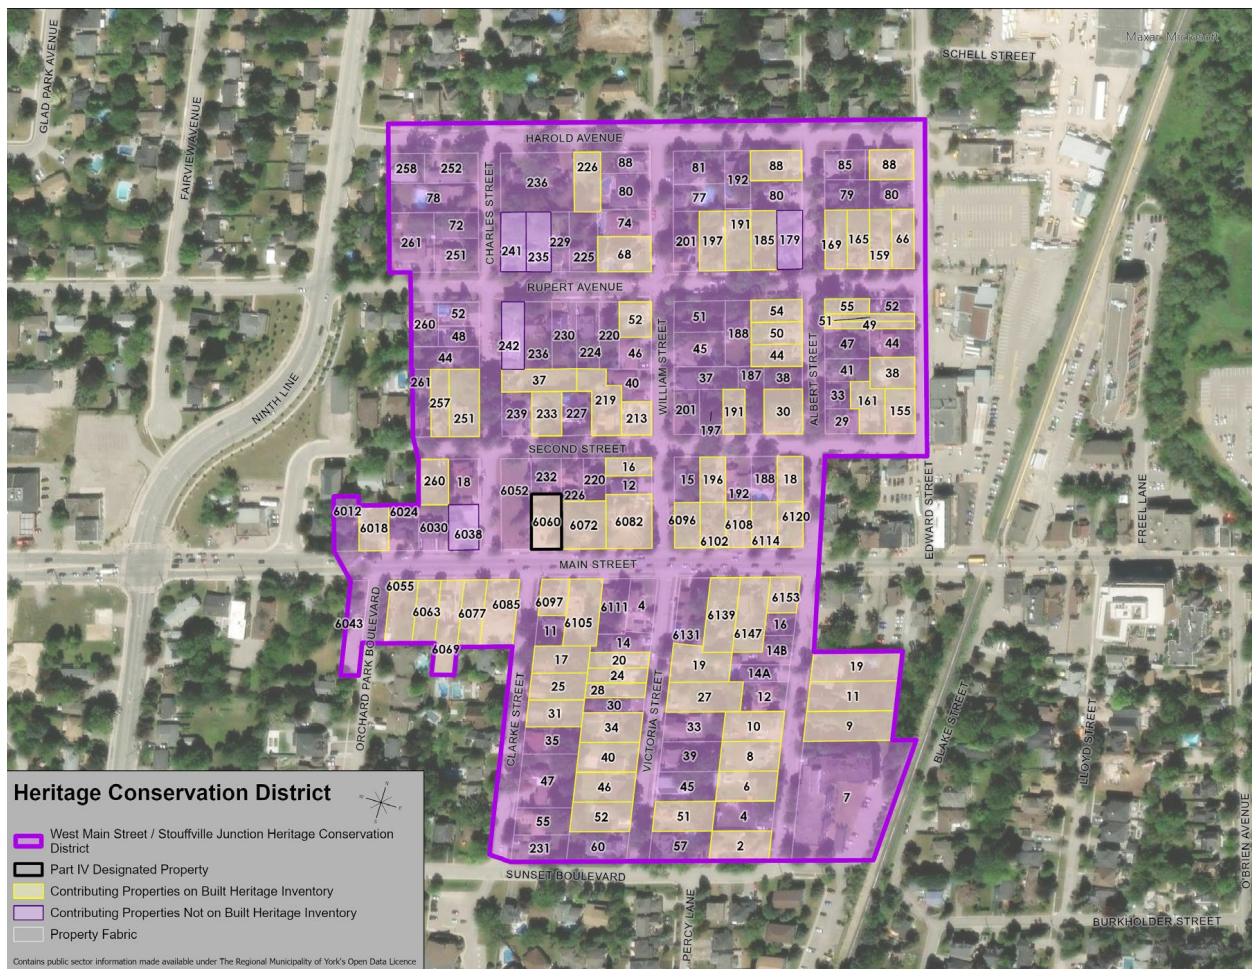 Maxar, Microsoft
SCHELL STREET
GLAD PARK AVENUE
FAIRVIEW AVENUE
HAROLD AVENUE
258 252 236 226 88 81 192 88 85 88
78 80 77 80 79 80
CHARLES STREET
72 74
261 251 241 235 229 225 68 201 197 191 185 179 169 165 159 66
RUPERT AVENUE
52 242 230 220 52 51 54 55 52
260 48 236 224 46 45 188 50 51 49
44 44 47 44
WILLIAM STREET
ALBERT STREET
261 37 40 37 187 38 41 38
257 251 239 233 227 219 213 201 197 191 30 33 29 161 155
NINTH LINE
SECOND STREET
260 18 6052 232 226 220 16 12 15 196 192 188 18
6012 6018 6024 6030 6038 6060 6072 6082 6096 6102 6108 6114 6120
EDWARD STREET
FREEL LANE
MAIN STREET
6043 6055 6063 6069 6077 6085 6097 6105 6111 4 6131 6139 6147 6153
ORCHARD PARK BOULEVARD
11 14 16
14B
17 20 19 14A 19
25 24 27 12 11
28
31 30 9
34 33 10
35
40 39 8
CLARKE STREET
VICTORIA STREET
BLAKE STREET
LLOYD STREET
47 46 45 6 7
55 52 51 4
231 60 57 2
SUNSET BOULEVARD
PERCY LANE
BURKHOLDER STREET
O'BRIEN AVENUE
Heritage Conservation District
West Main Street / Stouffville Junction Heritage Conservation
District
Part IV Designated Property
Contributing Properties on Built Heritage Inventory
Contributing Properties Not on Built Heritage Inventory
Property Fabric
Contains public sector information made available under The Regional Municipality of York's Open Data Licence